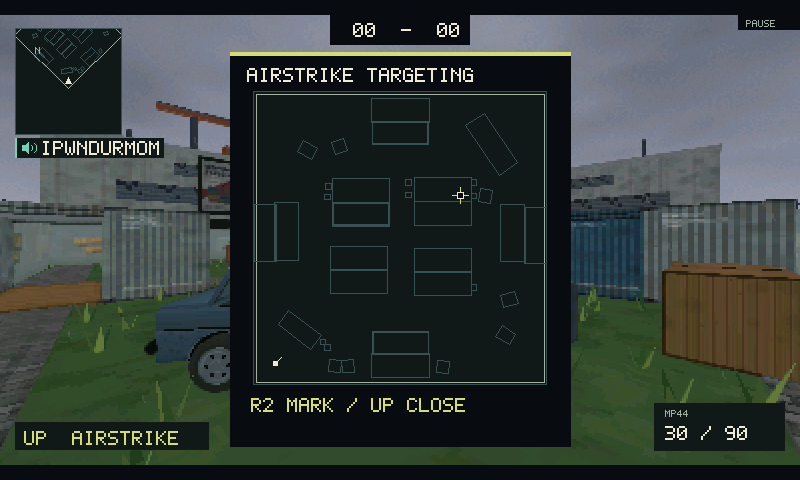 00 - 00
PAUSE
N
IPWNDURMOM
AIRSTRIKE TARGETING
R2 MARK / UP CLOSE
UP AIRSTRIKE
MP44
30 / 90